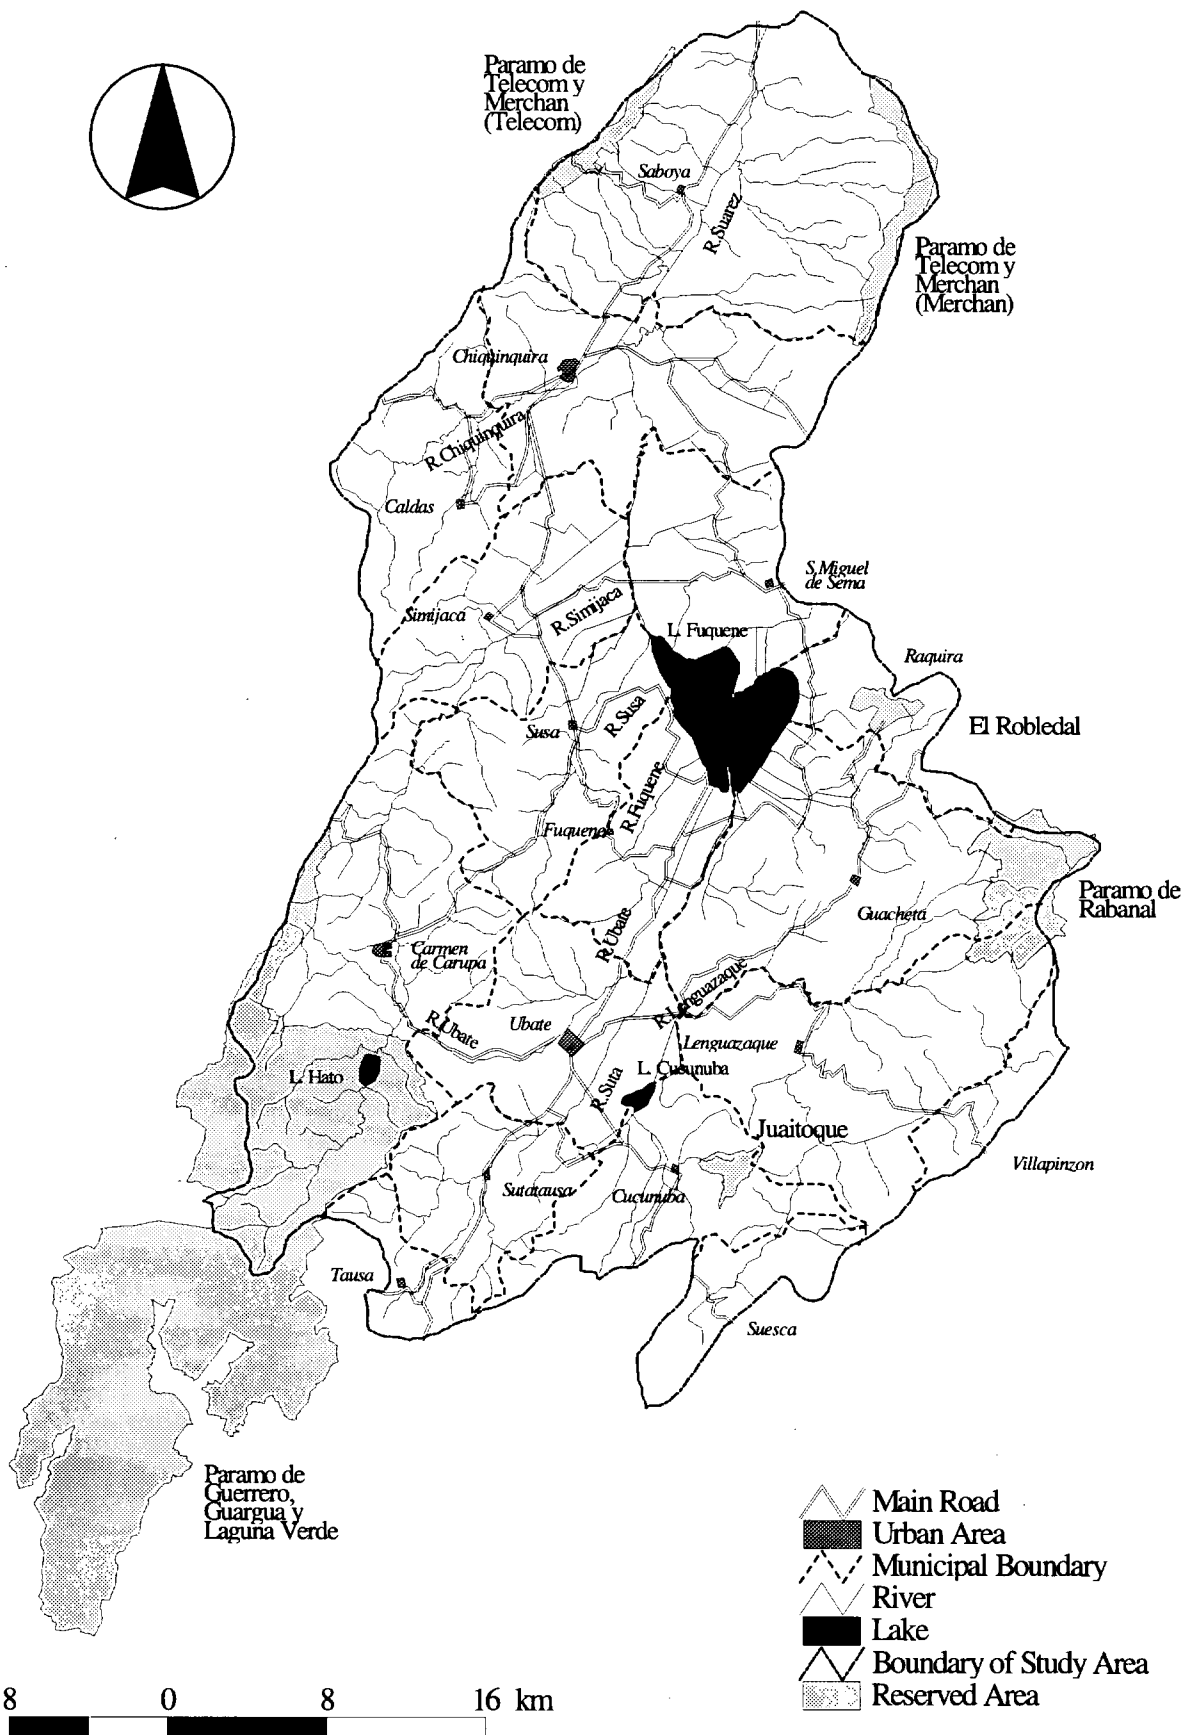 Paramo de
Telecom y
Merchan
(Telecom)
Saboya
R.Suarez
Paramo de
Telecom y
Merchan
(Merchan)
Chiquinquira
R.Chiquinquira
Caldas
S.Miguel
de Sema
Simijaca
R.Simijaca
L. Fuquene
Raquira
El Robledal
Susa
R.Susa
R.Fuquene
Fuquene
Paramo de
Rabanal
Guacheta
R.Ubate
Carmen
de Carupa
R.Lenguazaque
R.Ubate
Ubate
Lenguazaque
L. Hato
L. Cusunuba
R.Suta
Juaitoque
Villapinzon
Sutatausa
Cucunuba
Tausa
Suesca
Paramo de
Guerrero,
Guargua y
Laguna Verde
Main Road
Urban Area
Municipal Boundary
River
Lake
Boundary of Study Area
Reserved Area
8 0 8 16 km